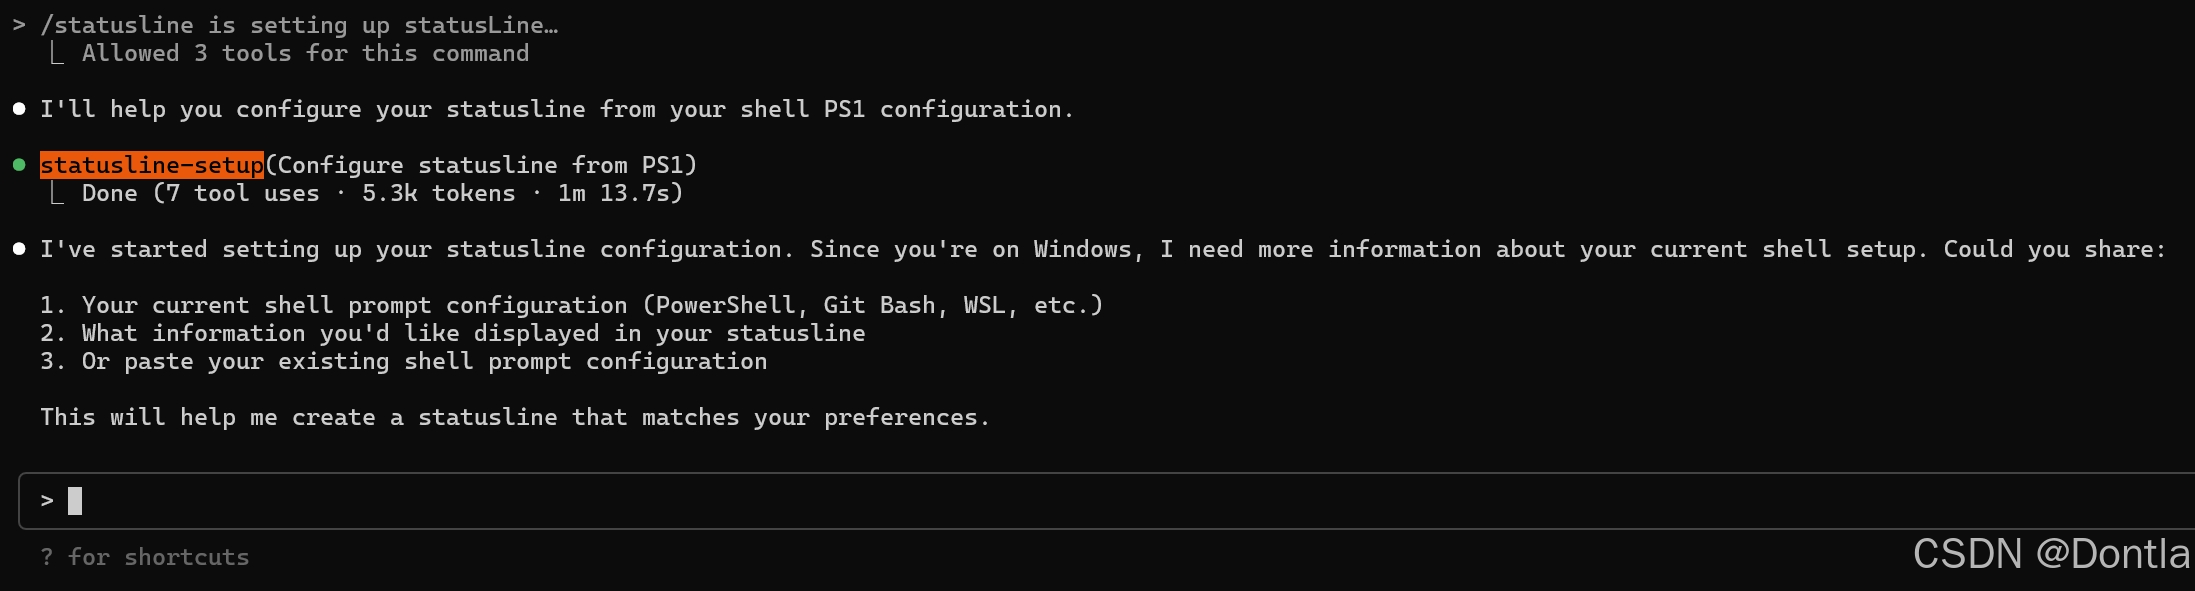 > /statusline is setting up statusLine…
⎿ Allowed 3 tools for this command
● I'll help you configure your statusline from your shell PS1 configuration.
● statusline-setup(Configure statusline from PS1)
⎿ Done (7 tool uses · 5.3k tokens · 1m 13.7s)
● I've started setting up your statusline configuration. Since you're on Windows, I need more information about your current shell setup. Could you share:
1. Your current shell prompt configuration (PowerShell, Git Bash, WSL, etc.)
2. What information you'd like displayed in your statusline
3. Or paste your existing shell prompt configuration
This will help me create a statusline that matches your preferences.
>
? for shortcuts
CSDN @Dontla